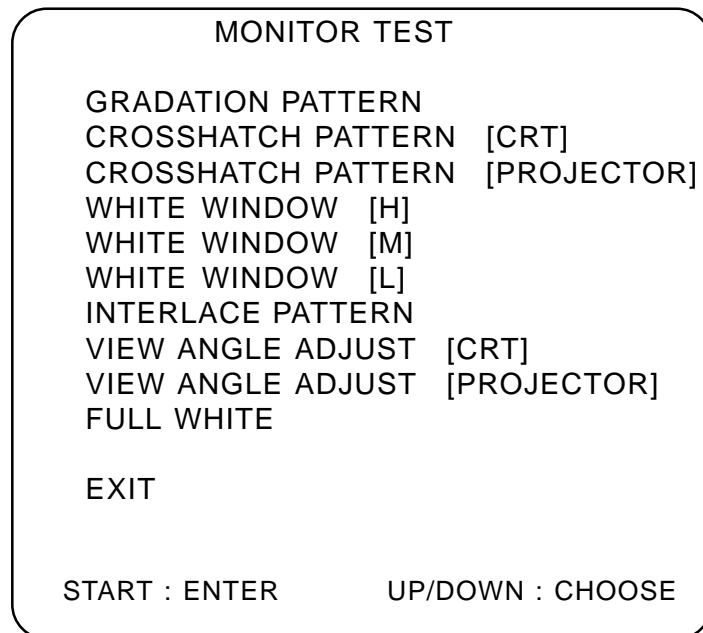 MONITOR TEST
GRADATION PATTERN
CROSSHATCH PATTERN [CRT]
CROSSHATCH PATTERN [PROJECTOR]
WHITE WINDOW [H]
WHITE WINDOW [M]
WHITE WINDOW [L]
INTERLACE PATTERN
VIEW ANGLE ADJUST [CRT]
VIEW ANGLE ADJUST [PROJECTOR]
FULL WHITE
EXIT
START : ENTER UP/DOWN : CHOOSE